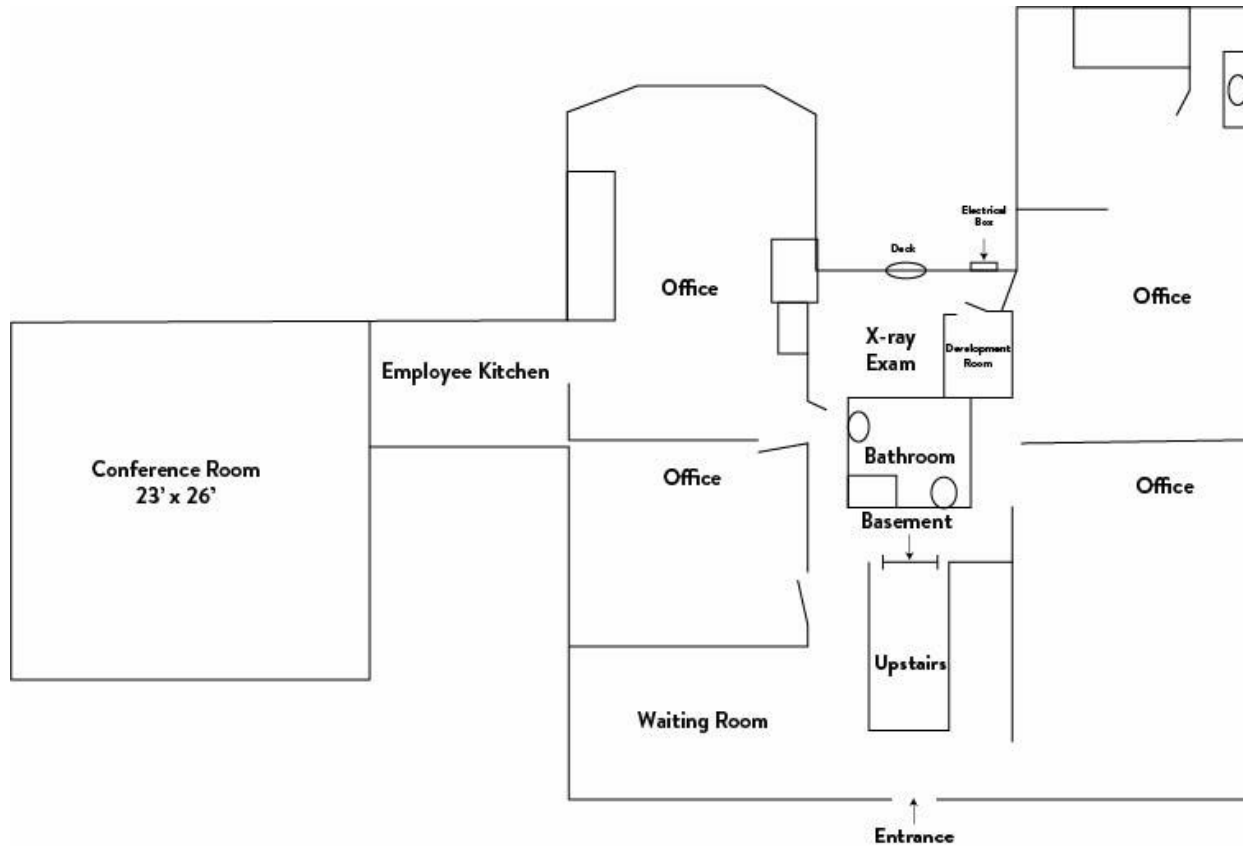 Electrical
Box
Deck
Office
Office
X-ray
Exam
Development
Room
Employee Kitchen
Conference Room
23' x 26'
Office
Bathroom
Office
Basement
Upstairs
Waiting Room
Entrance